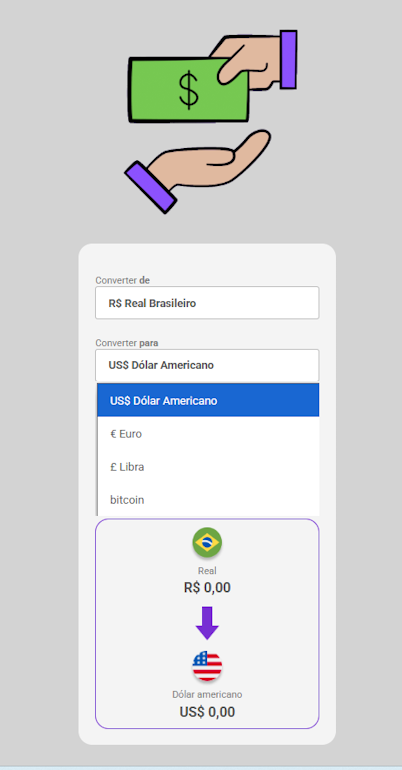 $
Converter de
R$ Real Brasileiro
Converter para
US$ Dólar Americano
US$ Dólar Americano
€ Euro
£ Libra
bitcoin
Real
R$ 0,00
Dólar americano
US$ 0,00